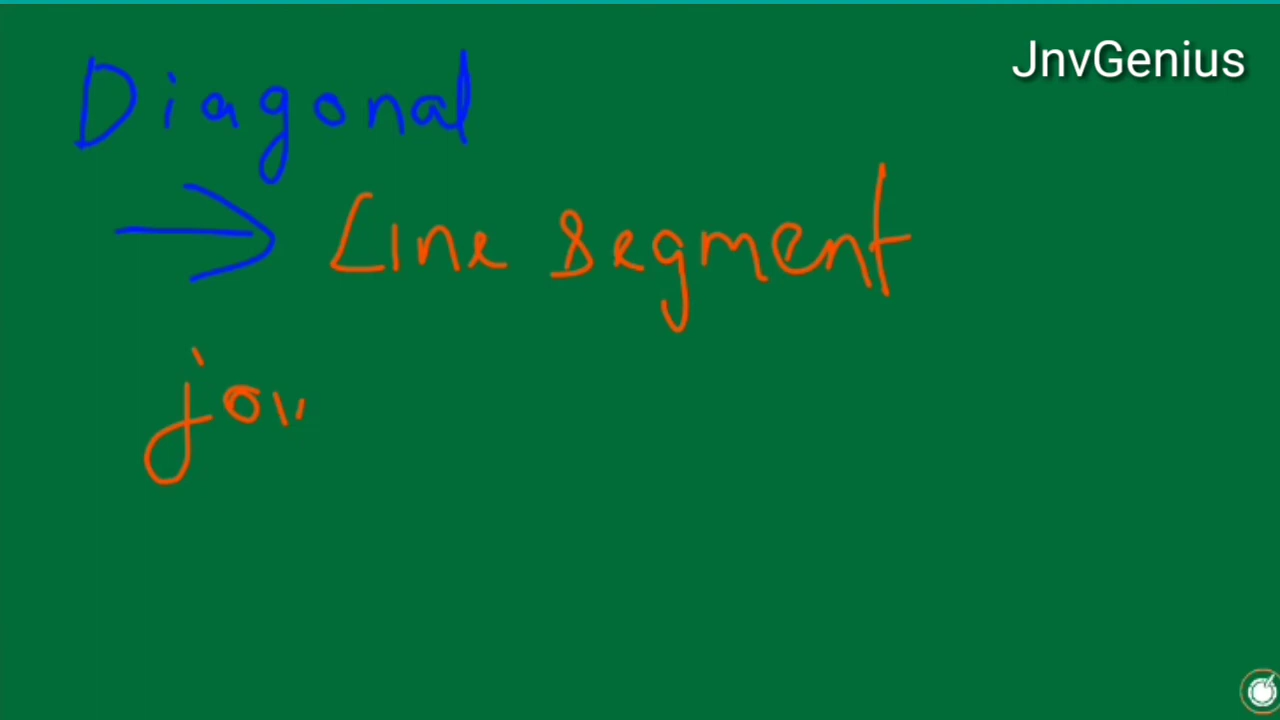 JnvGenius
Diagonal
→ Line segment